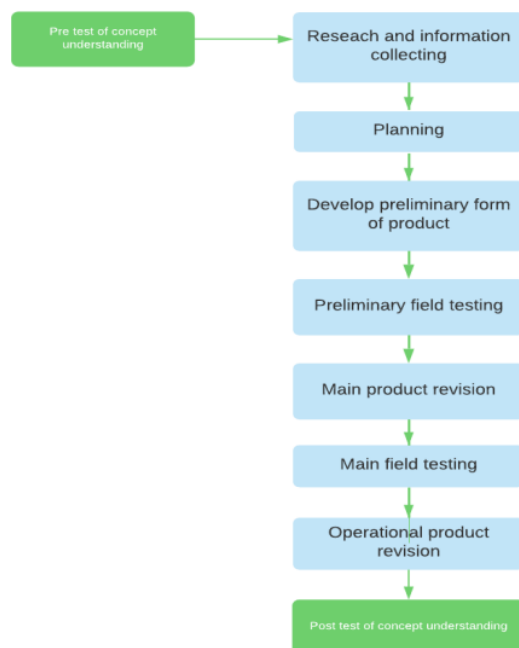 Pre test of concept
understanding
Reseach and information
collecting
Planning
Develop preliminary form
of product
Preliminary field testing
Main product revision
Main field testing
Operational product
revision
Post test of concept understanding